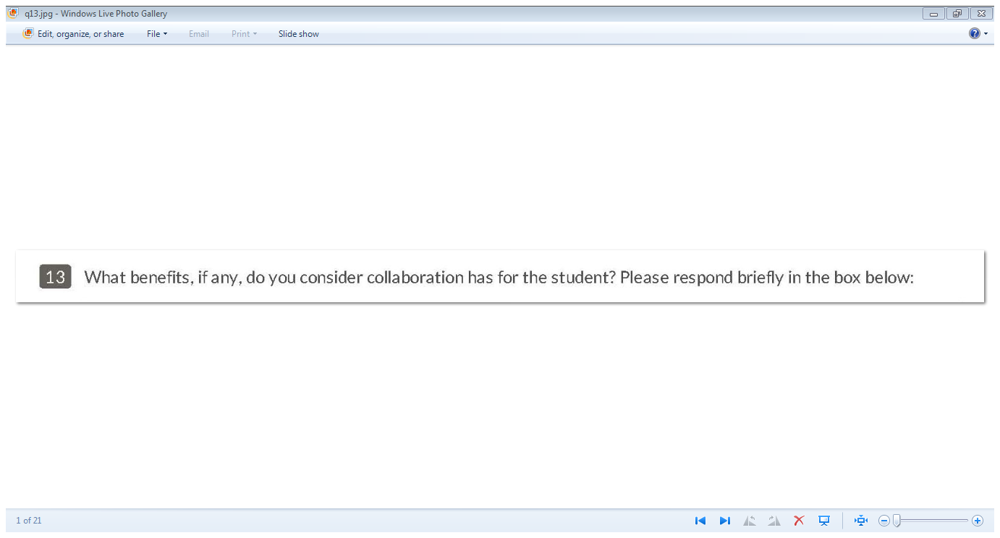 q13.jpg - Windows Live Photo Gallery
Edit, organize, or share File Email Print Slide show
13 What benefits, if any, do you consider collaboration has for the student? Please respond briefly in the box below:
1 of 21